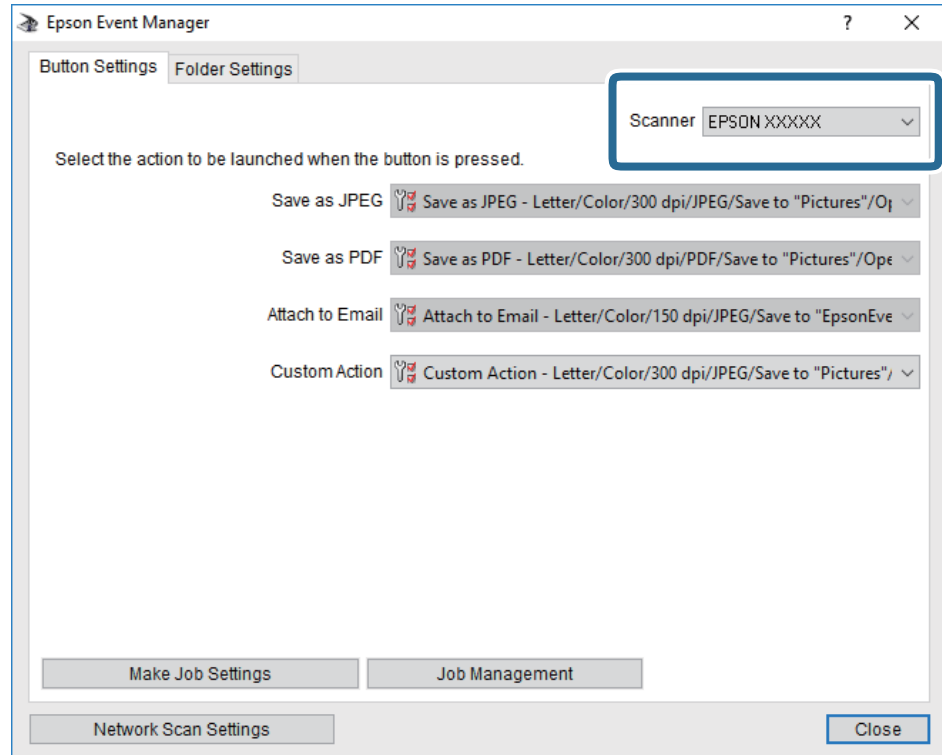 Epson Event Manager
Button Settings Folder Settings
Scanner EPSON XXXXX
Select the action to be launched when the button is pressed.
Save as JPEG Save as JPEG - Letter/Color/300 dpi/JPEG/Save to "Pictures"/Op
Save as PDF Save as PDF - Letter/Color/300 dpi/PDF/Save to "Pictures"/Ope
Attach to Email Attach to Email - Letter/Color/150 dpi/JPEG/Save to "EpsonEve
Custom Action Custom Action - Letter/Color/300 dpi/JPEG/Save to "Pictures"/
Make Job Settings Job Management
Network Scan Settings Close